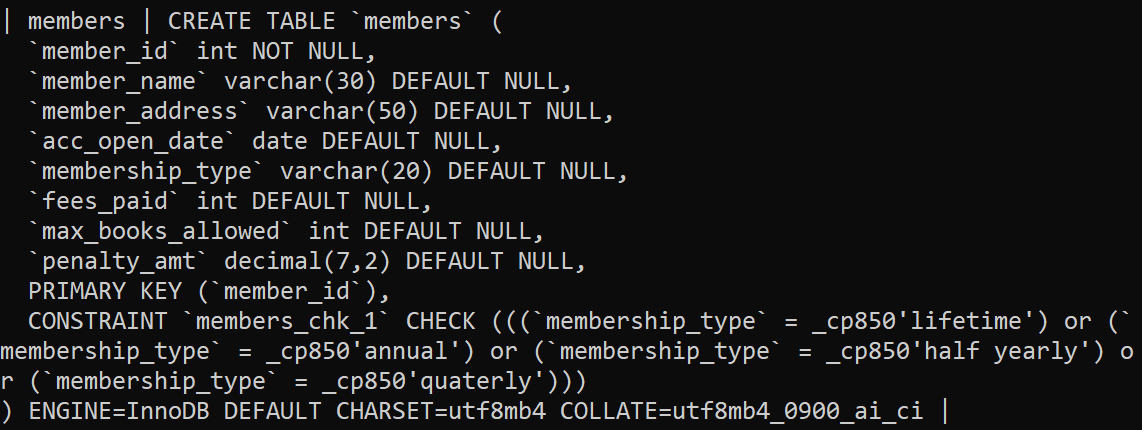 | members | CREATE TABLE `members` (
  `member_id` int NOT NULL,
  `member_name` varchar(30) DEFAULT NULL,
  `member_address` varchar(50) DEFAULT NULL,
  `acc_open_date` date DEFAULT NULL,
  `membership_type` varchar(20) DEFAULT NULL,
  `fees_paid` int DEFAULT NULL,
  `max_books_allowed` int DEFAULT NULL,
  `penalty_amt` decimal(7,2) DEFAULT NULL,
  PRIMARY KEY (`member_id`),
  CONSTRAINT `members_chk_1` CHECK (((`membership_type` = _cp850'lifetime') or (`
membership_type` = _cp850'annual') or (`membership_type` = _cp850'half yearly') o
r (`membership_type` = _cp850'quaterly')))
) ENGINE=InnoDB DEFAULT CHARSET=utf8mb4 COLLATE=utf8mb4_0900_ai_ci |